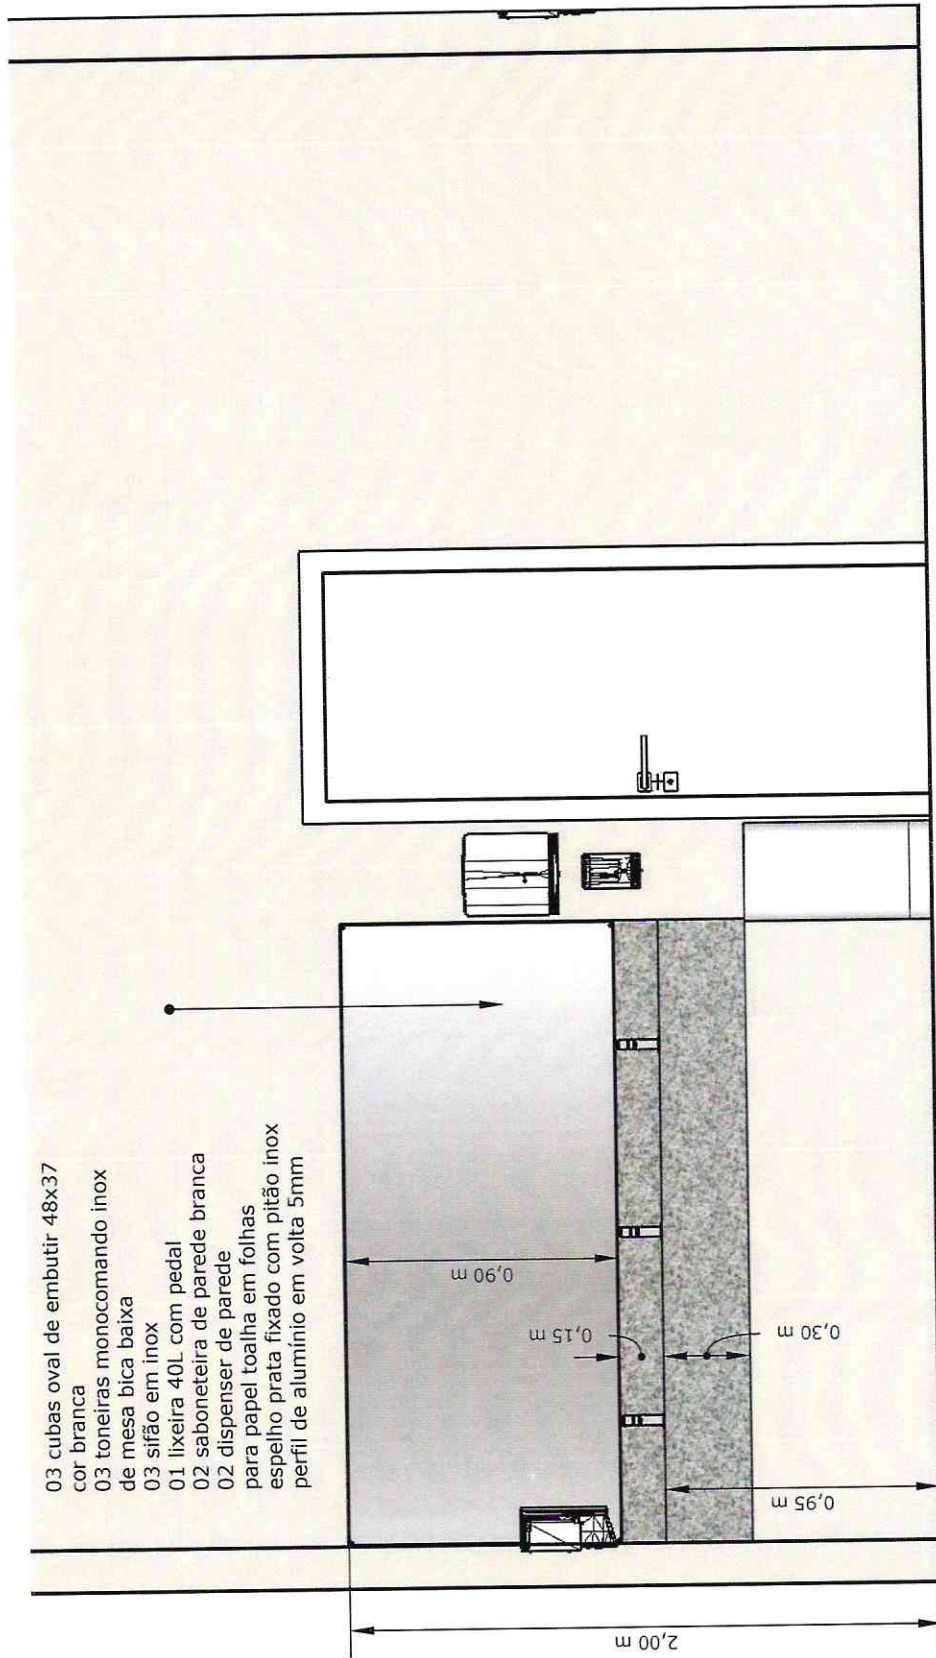 03 cubas oval de embutir 48x37
cor branca
03 toneiras monocomando inox
de mesa bica baixa
03 sifão em inox
01 lixeira 40L com pedal
02 saboneteira de parede branca
02 dispenser de parede
para papel toalha em folhas
espelho prata fixado com pitão inox
perfil de alumínio em volta 5mm
0,90 m
0,15 m
0,30 m
0,95 m
2,00 m